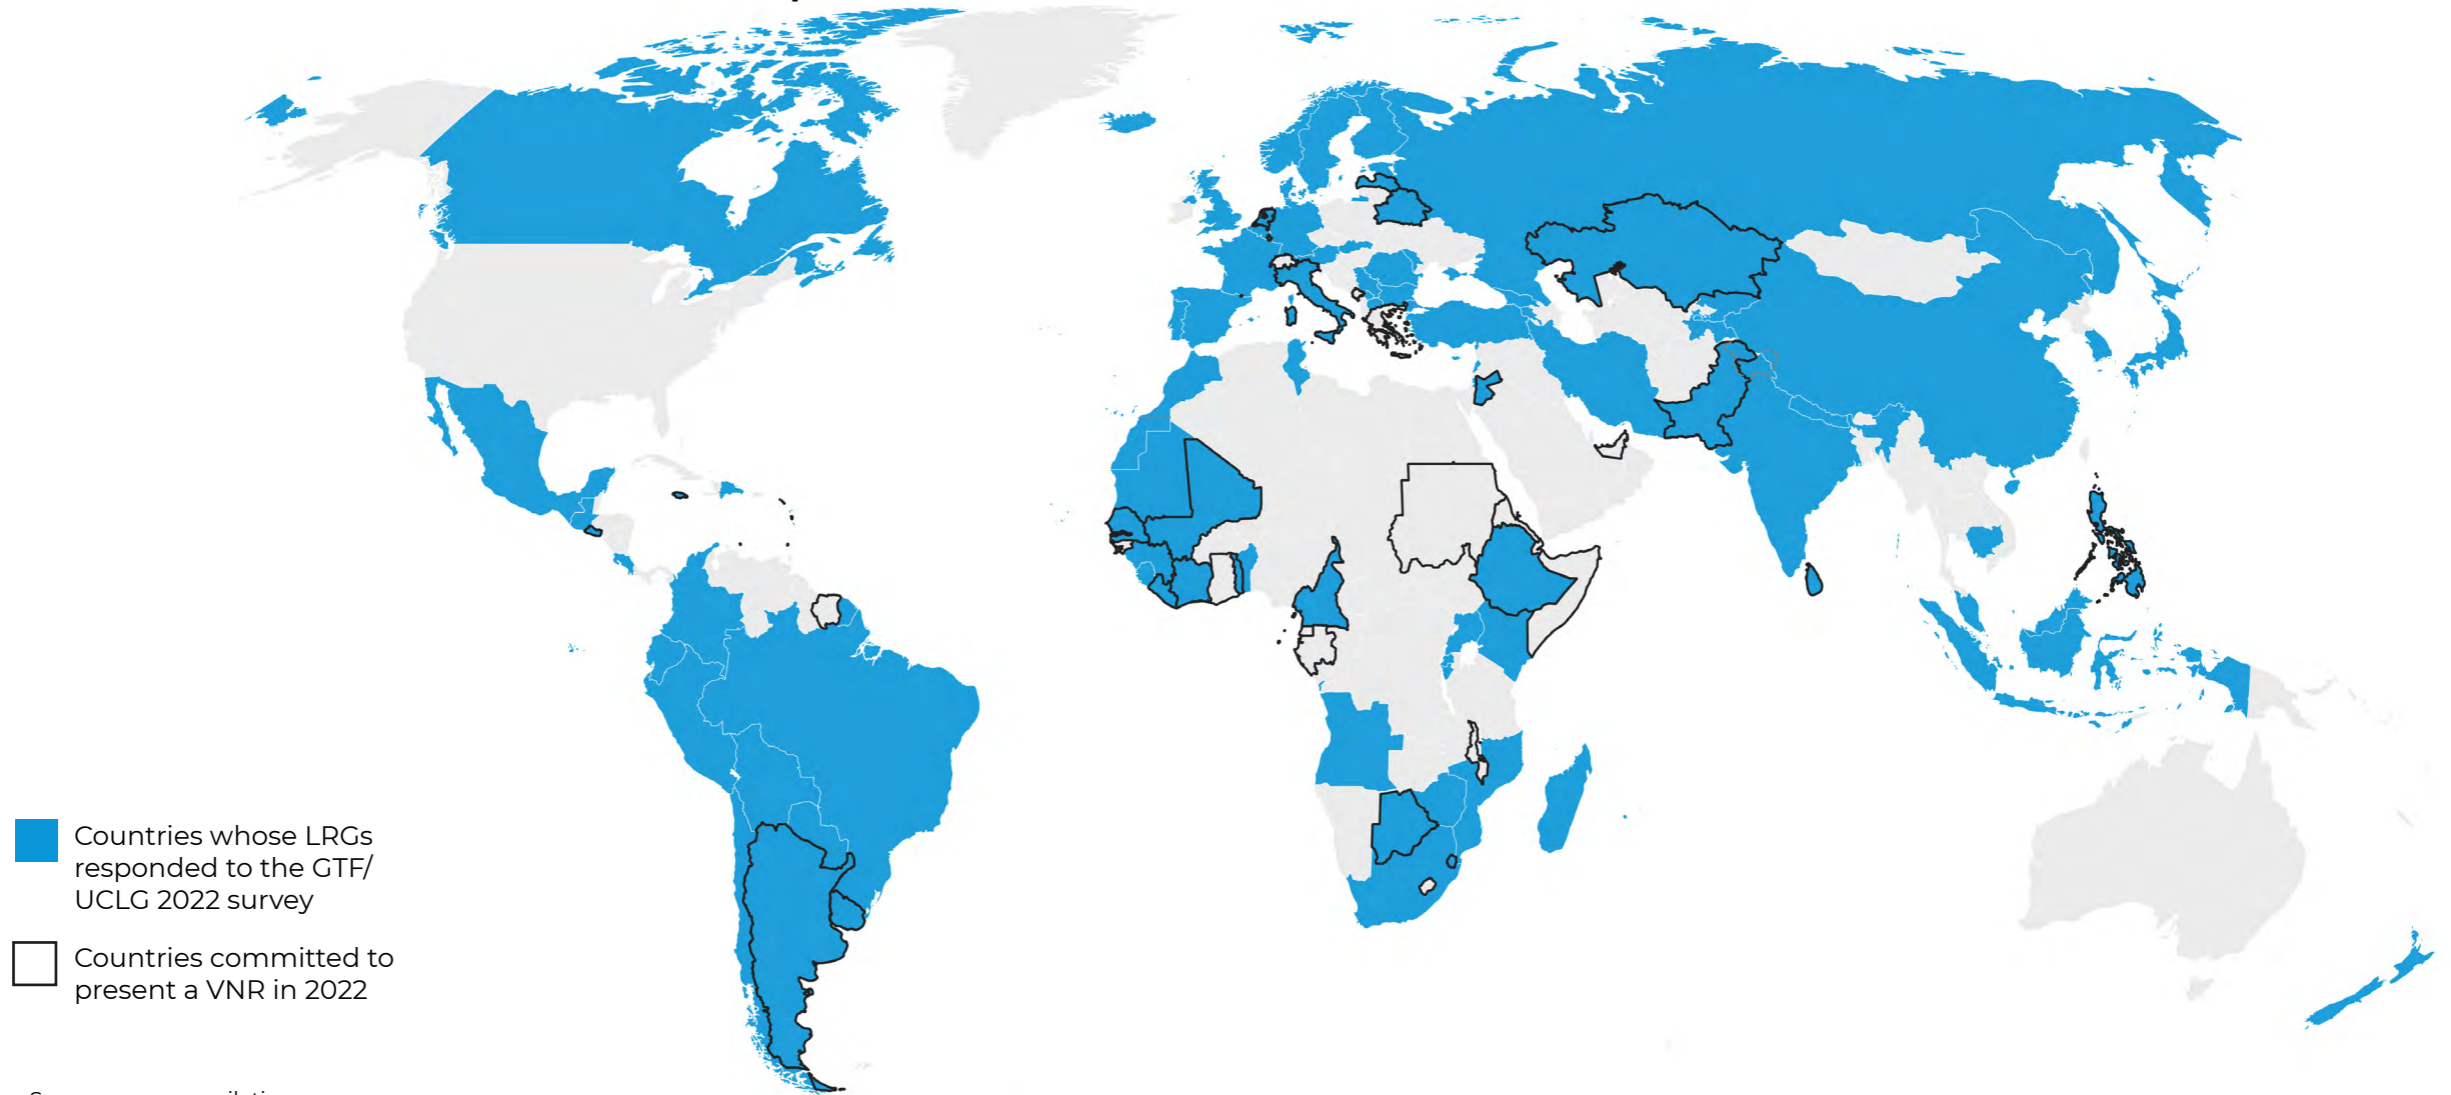 Countries whose LRGs
responded to the GTF/
UCLG 2022 survey
Countries committed to
present a VNR in 2022